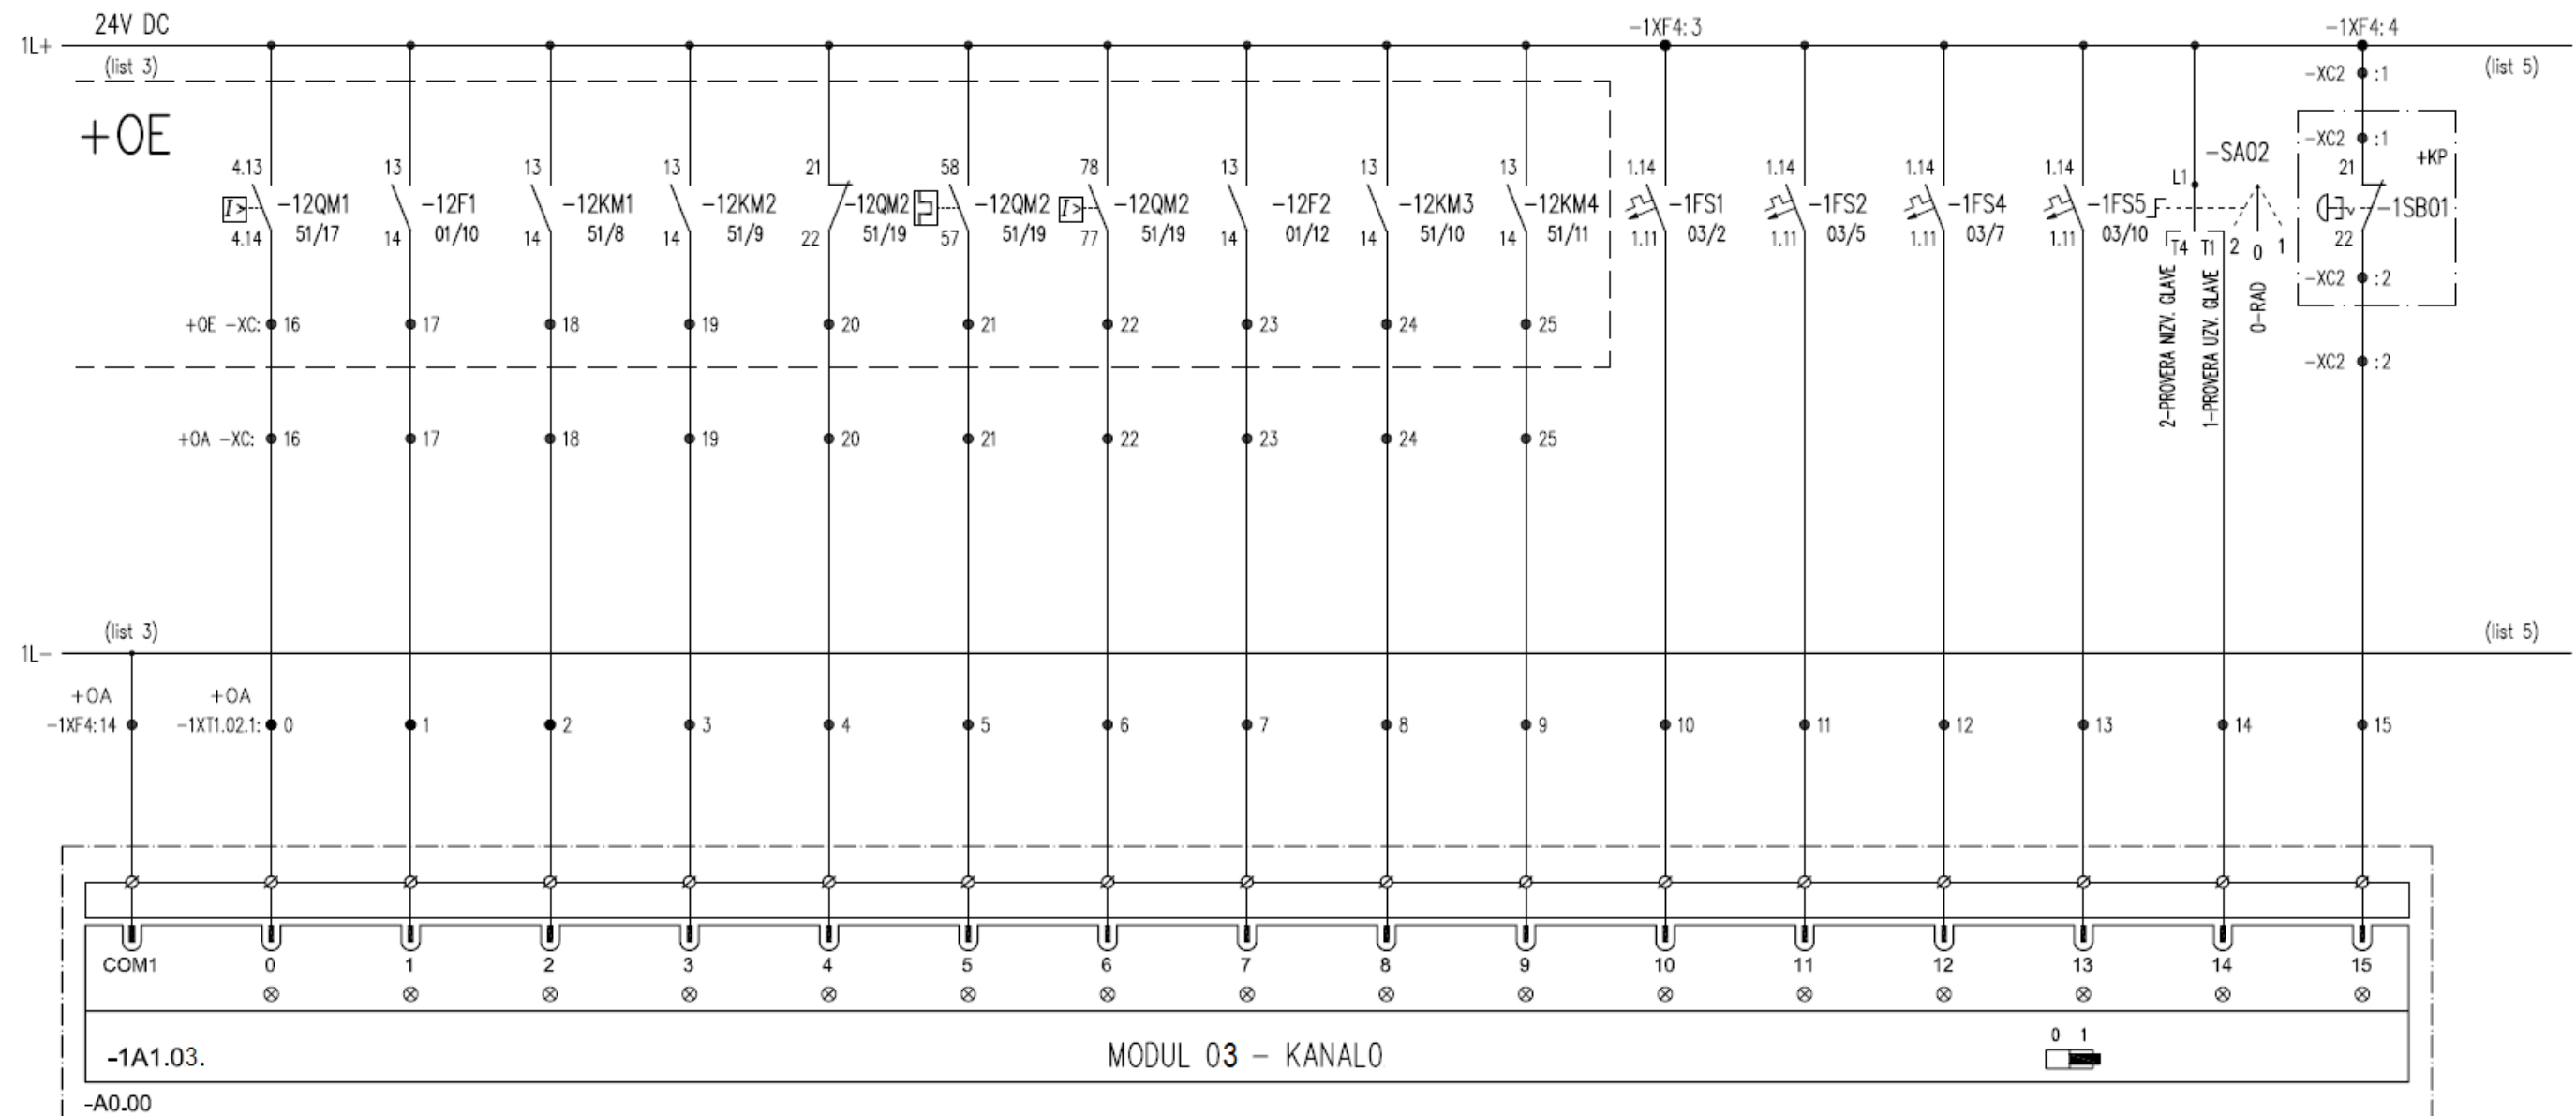 24V DC
-1XF4:3
-1XF4:4
1L+
(list 3)
(list 5)
-XC2 :1
+OE
-XC2 :1
+KP
4.13 13 13 13 21 58 78 13 13 13 1.14 1.14 1.14 1.14
-SA02
21
L1
I> -12QM1 -12F1 -12KM1 -12KM2 -12QM2 -12QM2 I> -12QM2 -12F2 -12KM3 -12KM4 -1FS1 -1FS2 -1FS4 -1FS5 -1SB01
51/17 01/10 51/8 51/9 51/19 51/19 51/19 01/12 51/10 51/11 03/2 03/5 03/7 03/10
4.14 14 14 14 22 57 77 14 14 14 1.11 1.11 1.11 1.11 22
T4 T1 2 0 1
2-PROVERA NIZV. GLAVE
1-PROVERA UZV. GLAVE
0-RAD
-XC2 :2
+OE -XC: 16 17 18 19 20 21 22 23 24 25
-XC2 :2
+OA -XC: 16 17 18 19 20 21 22 23 24 25
(list 3)
(list 5)
1L-
+OA +OA
-1XF4:14 -1XT1.02.1: 0 1 2 3 4 5 6 7 8 9 10 11 12 13 14 15
COM1 0 1 2 3 4 5 6 7 8 9 10 11 12 13 14 15
0 1
-1A1.03.
MODUL 03 - KANAL0
-A0.00